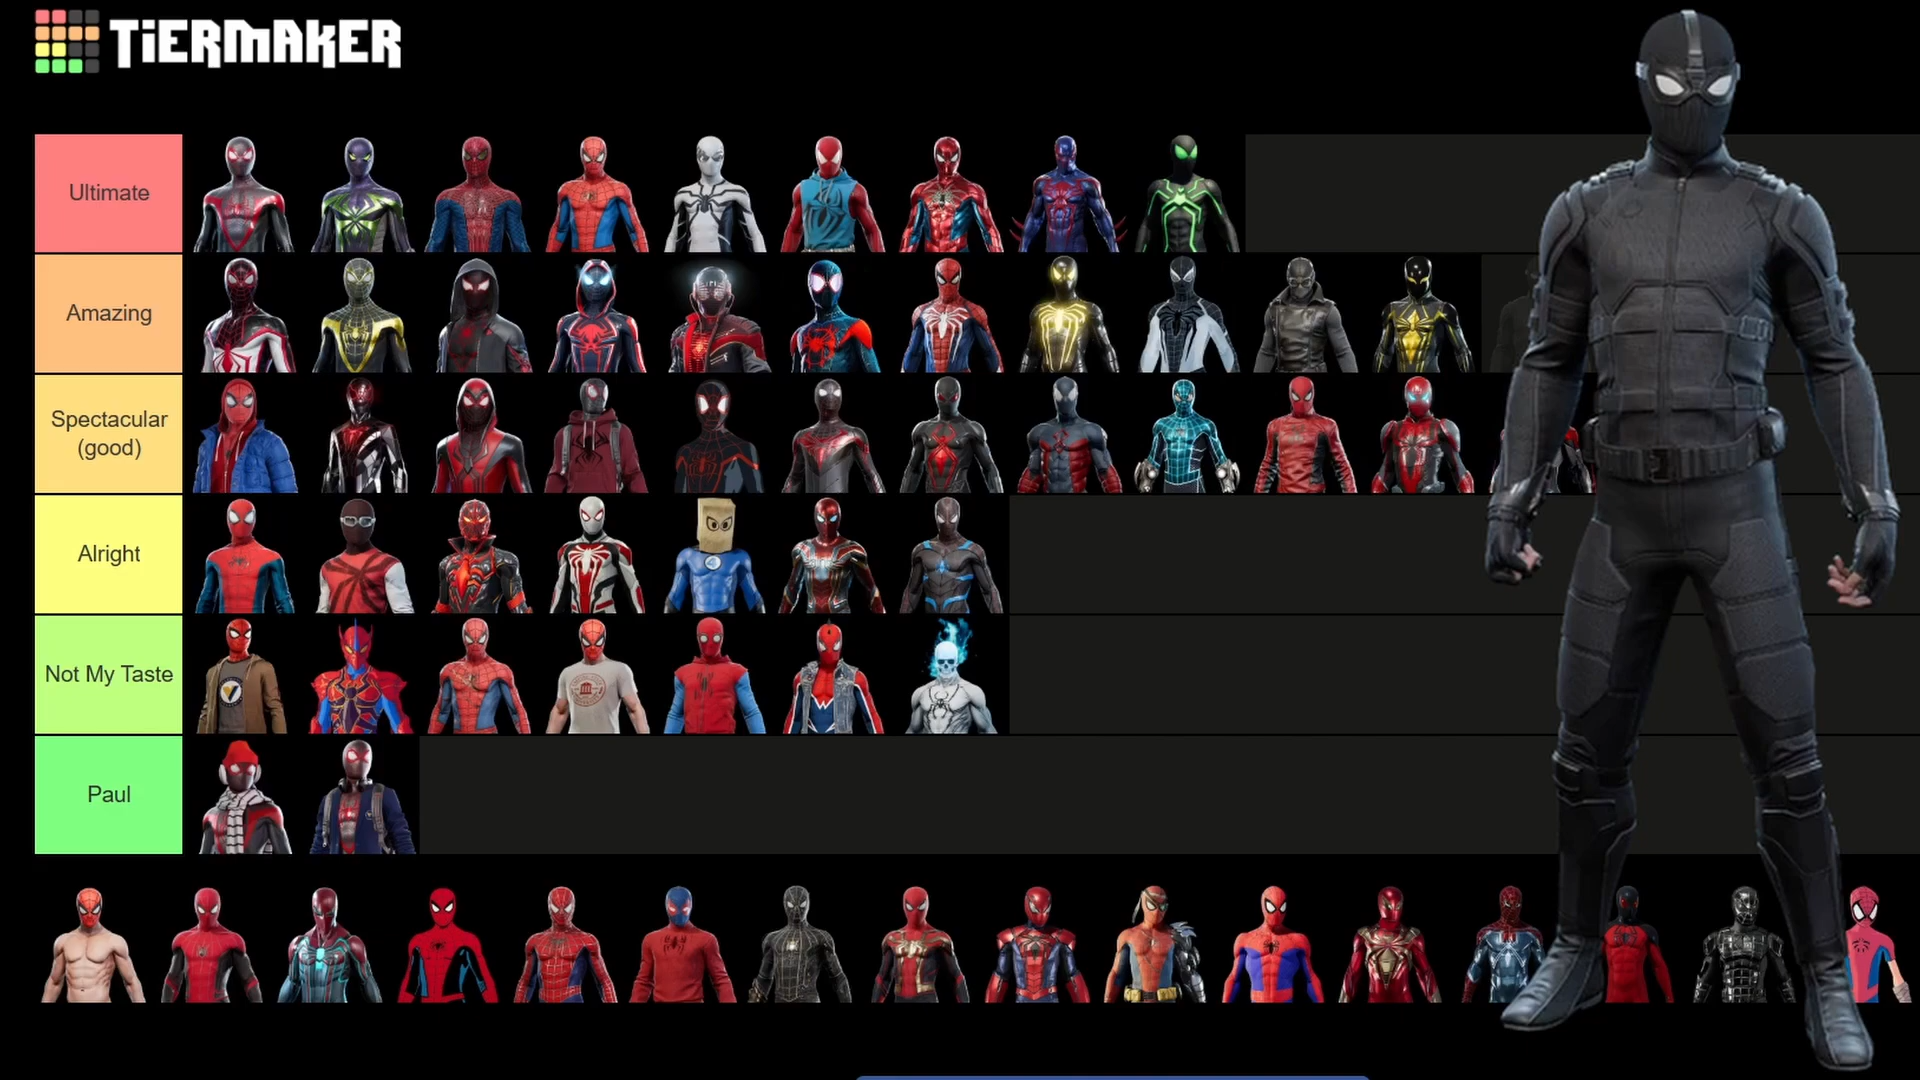 TiERMAKER
Ultimate
Amazing
Spectacular
(good)
Alright
Not My Taste
Paul